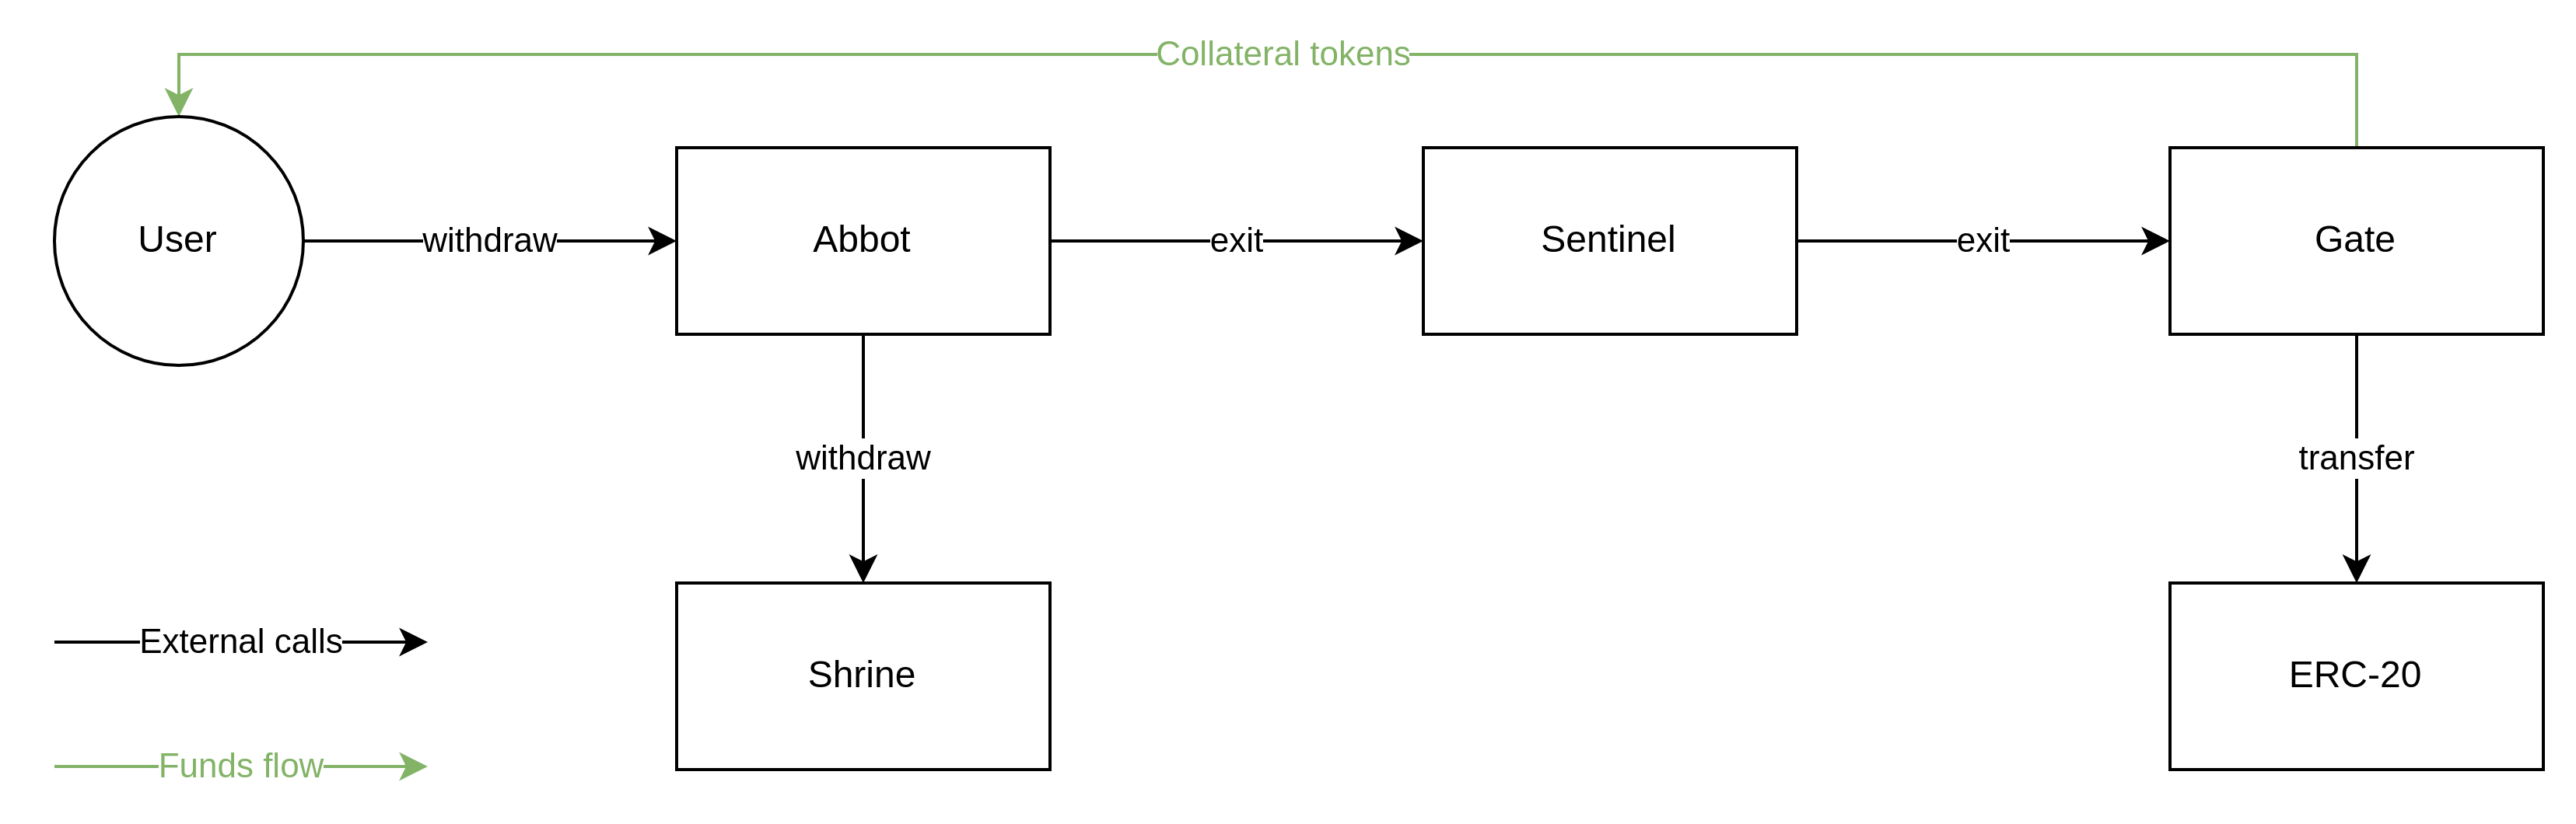 Collateral tokens
User
withdraw
Abbot
exit
Sentinel
exit
Gate
withdraw
transfer
External calls
Shrine
ERC-20
Funds flow